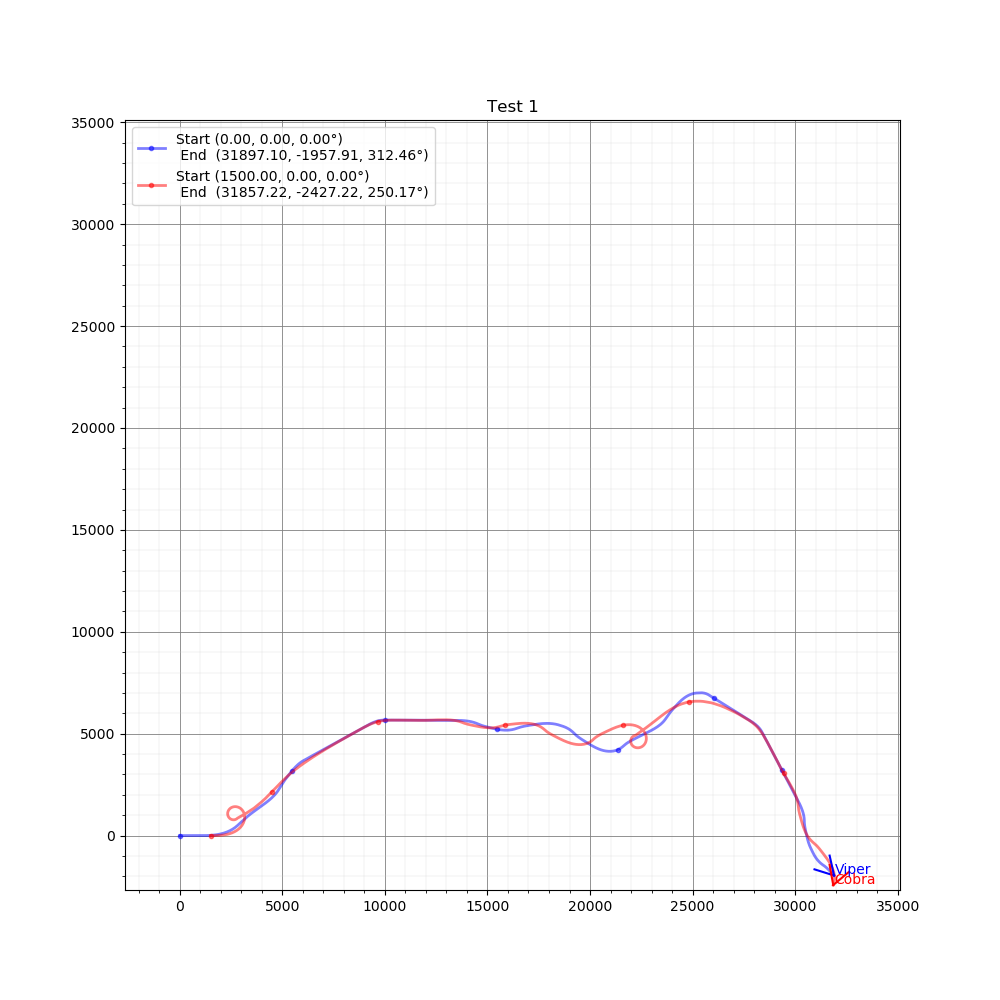 Test 1
Start (0.00, 0.00, 0.00°)
End  (31897.10, -1957.91, 312.46°)
Start (1500.00, 0.00, 0.00°)
End  (31857.22, -2427.22, 250.17°)
35000
30000
25000
20000
15000
10000
5000
0
Viper
Cobra
0 5000 10000 15000 20000 25000 30000 35000